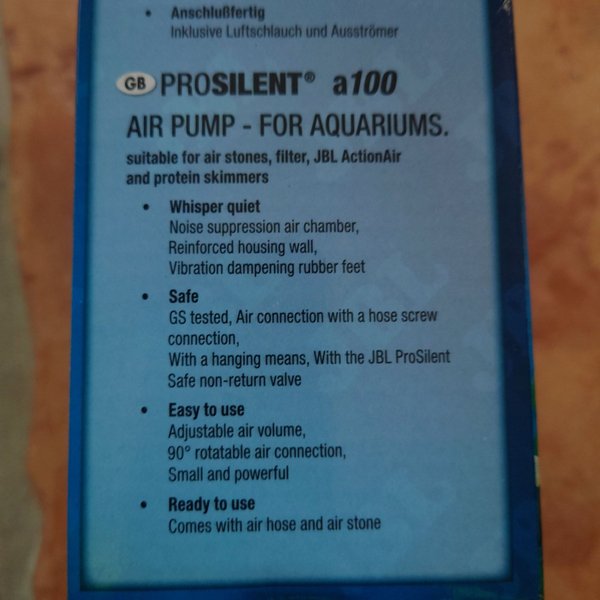 • Anschlußfertig
Inklusive Luftschlauch und Ausströmer
GB PROSILENT® a100
AIR PUMP - FOR AQUARIUMS.
suitable for air stones, filter, JBL ActionAir
and protein skimmers
• Whisper quiet
Noise suppression air chamber,
Reinforced housing wall,
Vibration dampening rubber feet
• Safe
GS tested, Air connection with a hose screw
connection,
With a hanging means, With the JBL ProSilent
Safe non-return valve
• Easy to use
Adjustable air volume,
90° rotatable air connection,
Small and powerful
• Ready to use
Comes with air hose and air stone